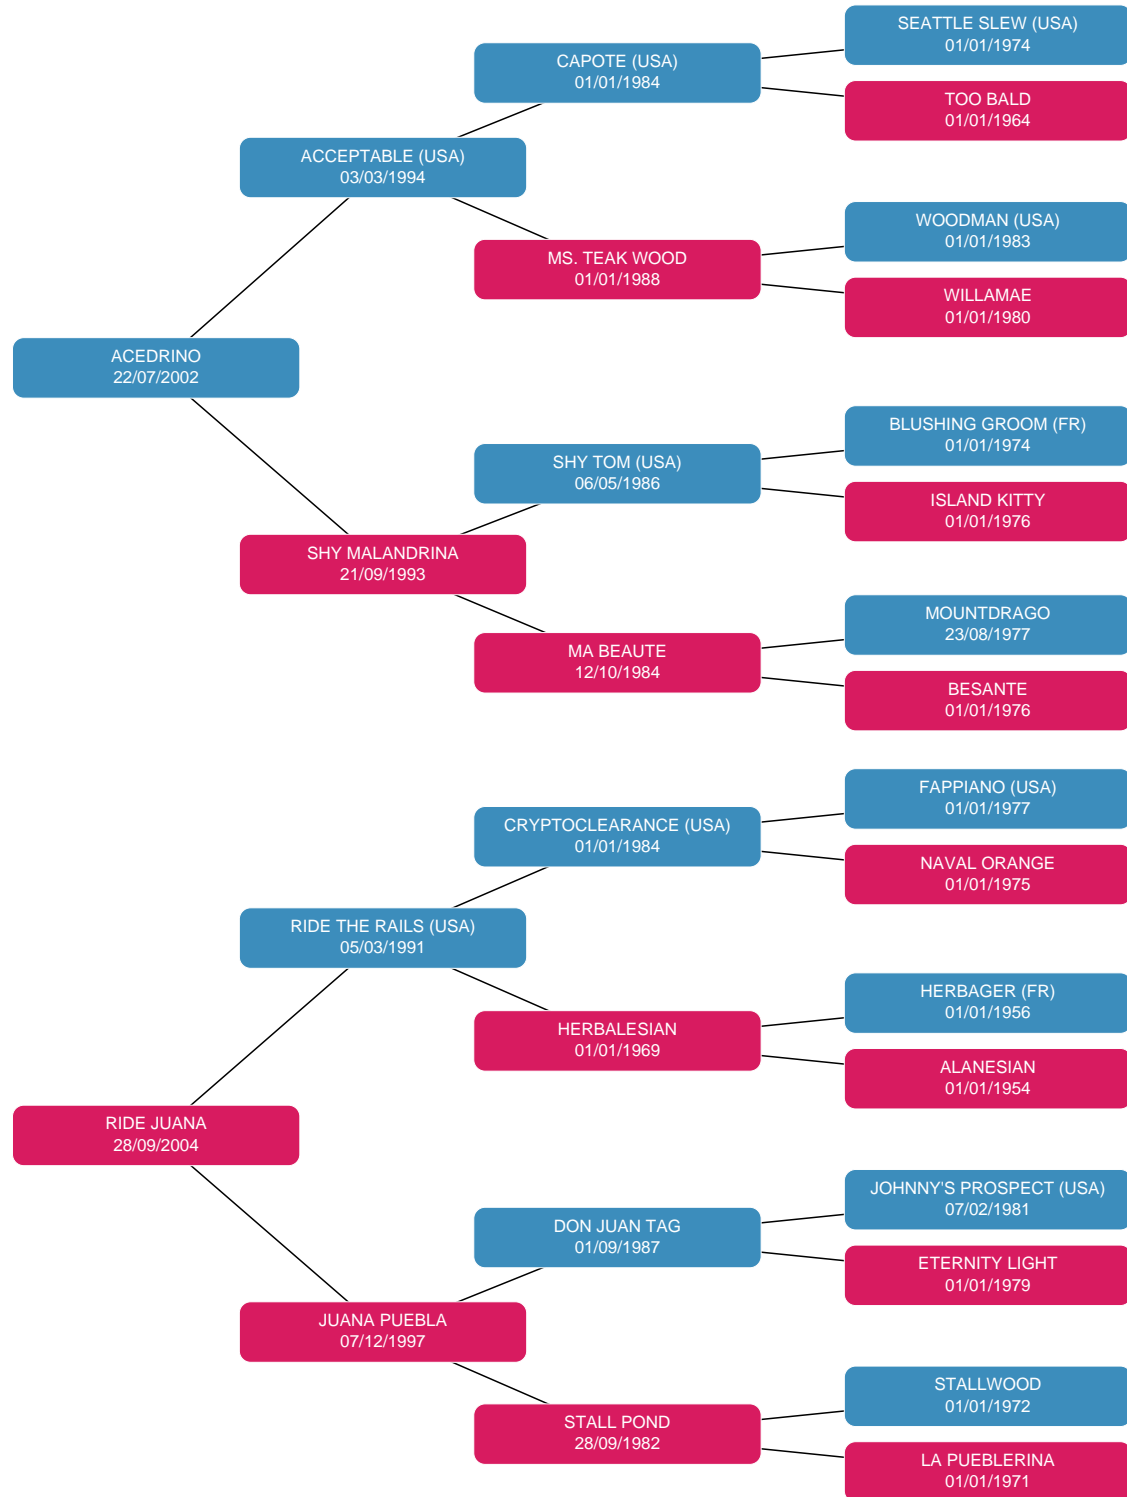 SEATTLE SLEW (USA)
01/01/1974
CAPOTE (USA)
01/01/1984
TOO BALD
01/01/1964
ACCEPTABLE (USA)
03/03/1994
WOODMAN (USA)
01/01/1983
MS. TEAK WOOD
01/01/1988
WILLAMAE
01/01/1980
ACEDRINO
22/07/2002
BLUSHING GROOM (FR)
01/01/1974
SHY TOM (USA)
06/05/1986
ISLAND KITTY
01/01/1976
SHY MALANDRINA
21/09/1993
MOUNTDRAGO
23/08/1977
MA BEAUTE
12/10/1984
BESANTE
01/01/1976
FAPPIANO (USA)
01/01/1977
CRYPTOCLEARANCE (USA)
01/01/1984
NAVAL ORANGE
01/01/1975
RIDE THE RAILS (USA)
05/03/1991
HERBAGER (FR)
01/01/1956
HERBALESIAN
01/01/1969
ALANESIAN
01/01/1954
RIDE JUANA
28/09/2004
JOHNNY'S PROSPECT (USA)
07/02/1981
DON JUAN TAG
01/09/1987
ETERNITY LIGHT
01/01/1979
JUANA PUEBLA
07/12/1997
STALLWOOD
01/01/1972
STALL POND
28/09/1982
LA PUEBLERINA
01/01/1971